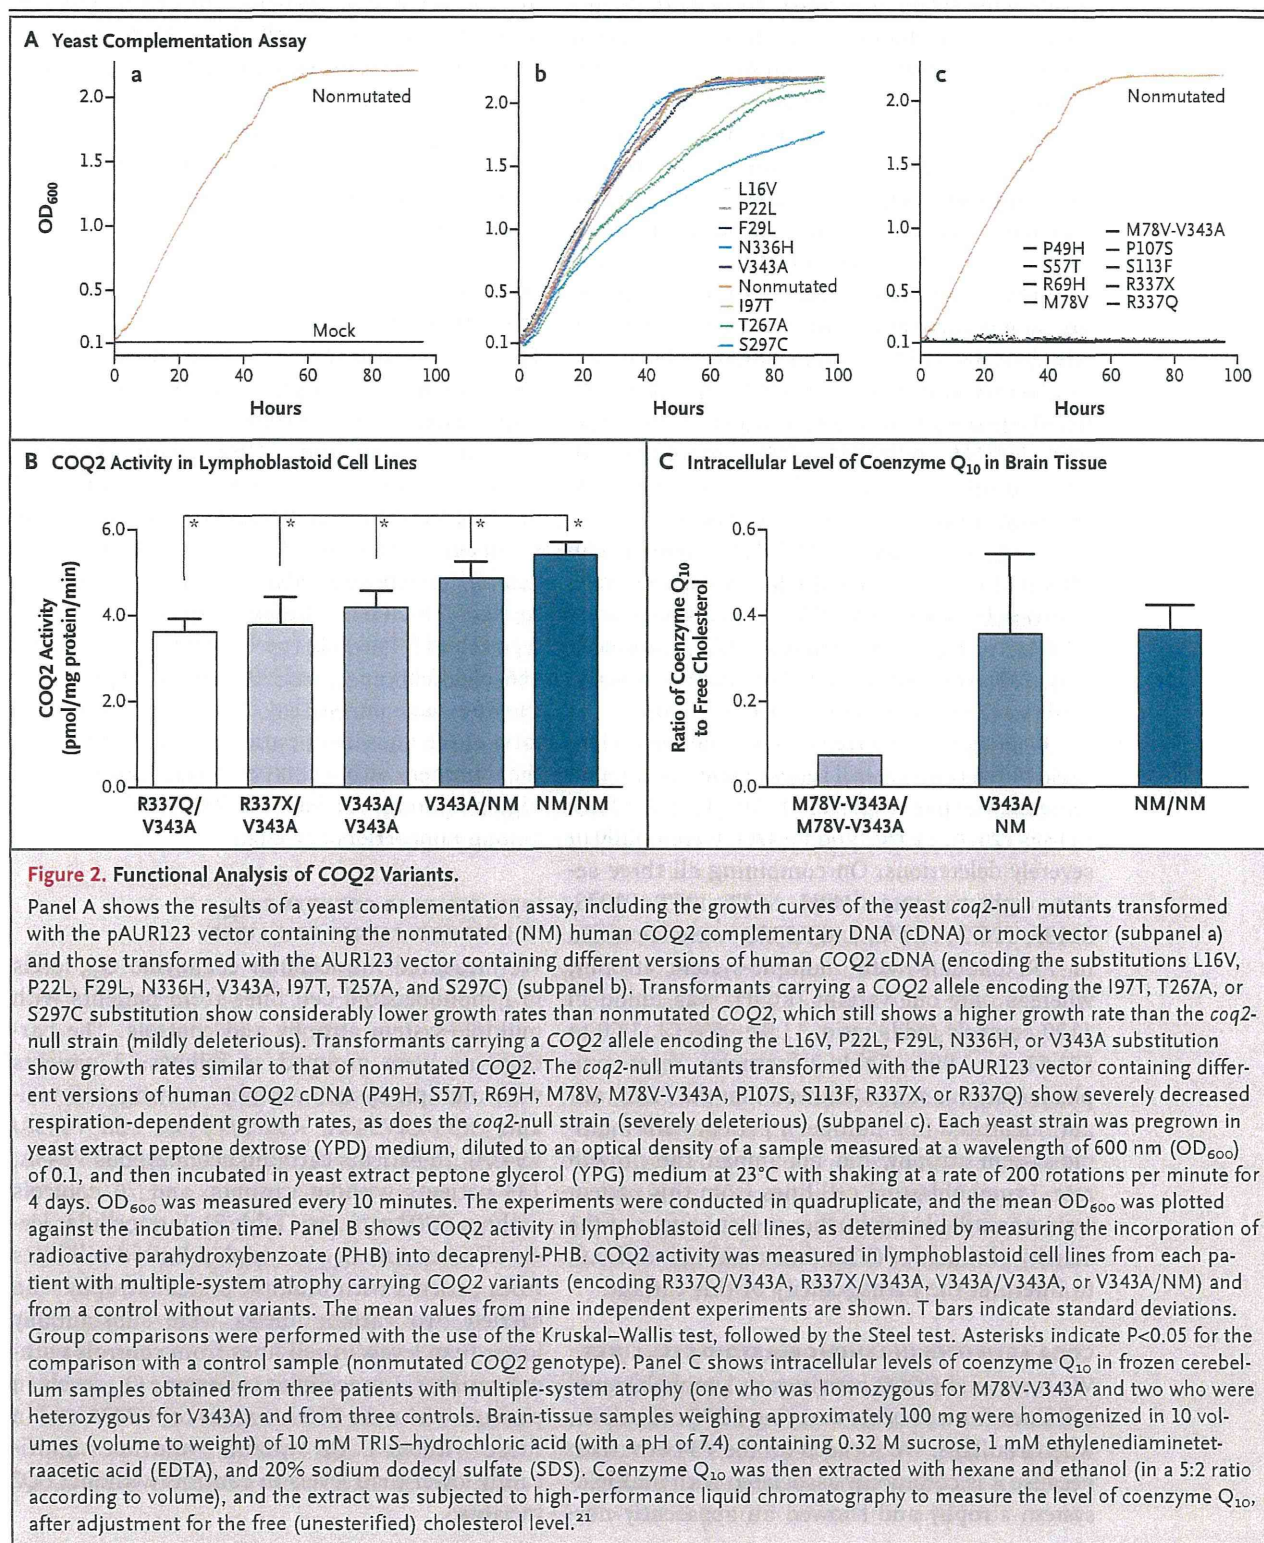 A Yeast Complementation Assay
a
Nonmutated
Mock
OD600
2.0
1.5
1.0
0.5
0.1
0 20 40 60 80 100
Hours
b
2.0
1.5
1.0
0.5
0.1
L16V
P22L
F29L
N336H
V343A
Nonmutated
I97T
T267A
S297C
0 20 40 60 80 100
Hours
c
Nonmutated
2.0
1.5
1.0
0.5
0.1
P49H
S57T
R69H
M78V
M78V-V343A
P107S
S113F
R337X
R337Q
0 20 40 60 80 100
Hours
B COQ2 Activity in Lymphoblastoid Cell Lines
COQ2 Activity
(pmol/mg protein/min)
6.0
4.0
2.0
0.0
* * * * *
R337Q/
V343A
R337X/
V343A
V343A/
V343A
V343A/NM
NM/NM
C Intracellular Level of Coenzyme Q10 in Brain Tissue
Ratio of Coenzyme Q10
to Free Cholesterol
0.6
0.4
0.2
0.0
M78V-V343A/
M78V-V343A
V343A/
NM
NM/NM
Figure 2. Functional Analysis of COQ2 Variants.
Panel A shows the results of a yeast complementation assay, including the growth curves of the yeast coq2-null mutants transformed
with the pAUR123 vector containing the nonmutated (NM) human COQ2 complementary DNA (cDNA) or mock vector (subpanel a)
and those transformed with the AUR123 vector containing different versions of human COQ2 cDNA (encoding the substitutions L16V,
P22L, F29L, N336H, V343A, I97T, T257A, and S297C) (subpanel b). Transformants carrying a COQ2 allele encoding the I97T, T267A, or
S297C substitution show considerably lower growth rates than nonmutated COQ2, which still shows a higher growth rate than the coq2-
null strain (mildly deleterious). Transformants carrying a COQ2 allele encoding the L16V, P22L, F29L, N336H, or V343A substitution
show growth rates similar to that of nonmutated COQ2. The coq2-null mutants transformed with the pAUR123 vector containing differ-
ent versions of human COQ2 cDNA (P49H, S57T, R69H, M78V, M78V-V343A, P107S, S113F, R337X, or R337Q) show severely decreased
respiration-dependent growth rates, as does the coq2-null strain (severely deleterious) (subpanel c). Each yeast strain was pregrown in
yeast extract peptone dextrose (YPD) medium, diluted to an optical density of a sample measured at a wavelength of 600 nm (OD600)
of 0.1, and then incubated in yeast extract peptone glycerol (YPG) medium at 23°C with shaking at a rate of 200 rotations per minute for
4 days. OD600 was measured every 10 minutes. The experiments were conducted in quadruplicate, and the mean OD600 was plotted
against the incubation time. Panel B shows COQ2 activity in lymphoblastoid cell lines, as determined by measuring the incorporation of
radioactive parahydroxybenzoate (PHB) into decaprenyl-PHB. COQ2 activity was measured in lymphoblastoid cell lines from each pa-
tient with multiple-system atrophy carrying COQ2 variants (encoding R337Q/V343A, R337X/V343A, V343A/V343A, or V343A/NM) and
from a control without variants. The mean values from nine independent experiments are shown. T bars indicate standard deviations.
Group comparisons were performed with the use of the Kruskal–Wallis test, followed by the Steel test. Asterisks indicate P<0.05 for the
comparison with a control sample (nonmutated COQ2 genotype). Panel C shows intracellular levels of coenzyme Q10 in frozen cerebel-
lum samples obtained from three patients with multiple-system atrophy (one who was homozygous for M78V-V343A and two who were
heterozygous for V343A) and from three controls. Brain-tissue samples weighing approximately 100 mg were homogenized in 10 vol-
umes (volume to weight) of 10 mM TRIS–hydrochloric acid (with a pH of 7.4) containing 0.32 M sucrose, 1 mM ethylenediaminetet-
raacetic acid (EDTA), and 20% sodium dodecyl sulfate (SDS). Coenzyme Q10 was then extracted with hexane and ethanol (in a 5:2 ratio
according to volume), and the extract was subjected to high-performance liquid chromatography to measure the level of coenzyme Q10,
after adjustment for the free (unesterified) cholesterol level.21